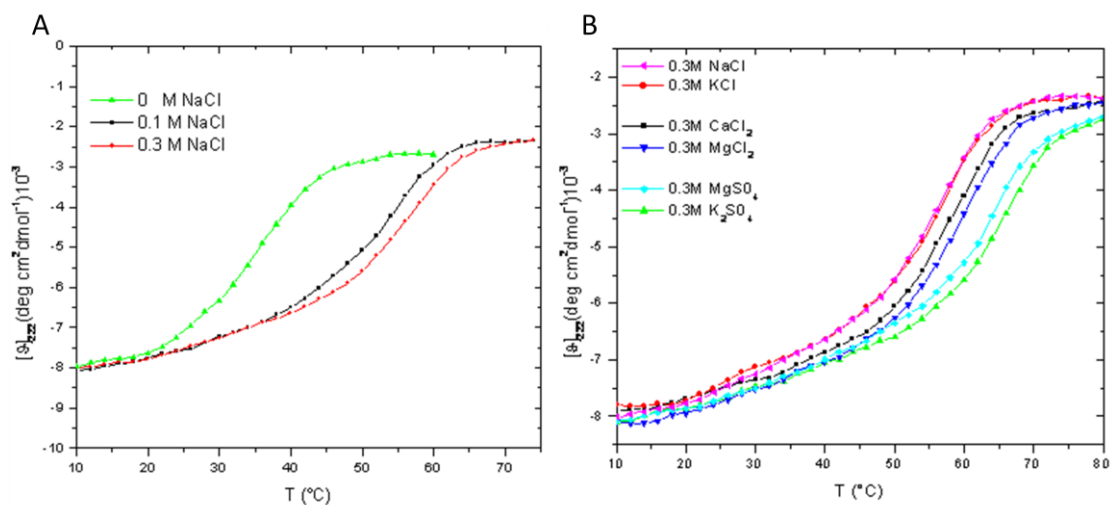 A
B
0 M NaCl
0.1 M NaCl
0.3 M NaCl
[ϑ]222(deg cm2dmol-1)10-3
0
-1
-2
-3
-4
-5
-6
-7
-8
-9
-10
10
20
30
40
50
60
70
T (°C)
0.3M NaCl
0.3M KCl
0.3M CaCl2
0.3M MgCl2
0.3M MgSO4
0.3M K2SO4
[ϑ]222(deg cm2dmol-1)10-3
-2
-3
-4
-5
-6
-7
-8
10
20
30
40
50
60
70
80
T (°C)